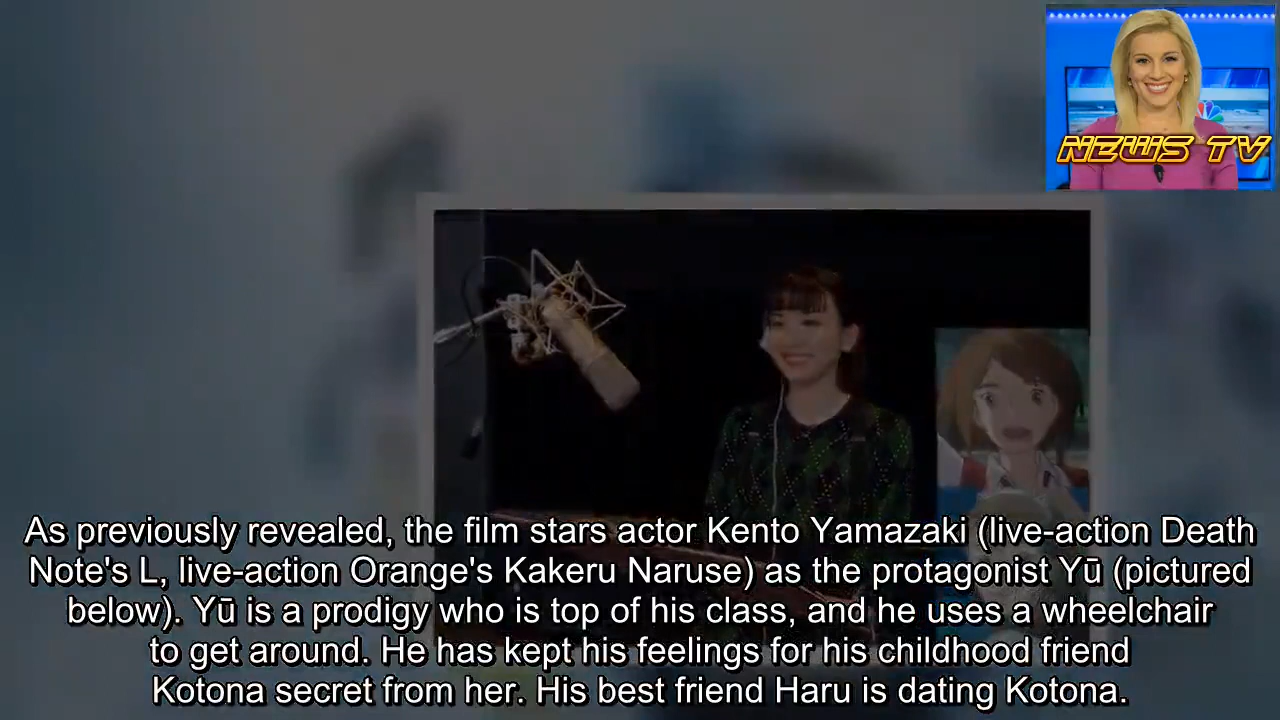 NEWS TV
As previously revealed, the film stars actor Kento Yamazaki (live-action Death
Note's L, live-action Orange's Kakeru Naruse) as the protagonist Yū (pictured
below). Yū is a prodigy who is top of his class, and he uses a wheelchair
to get around. He has kept his feelings for his childhood friend
Kotona secret from her. His best friend Haru is dating Kotona.